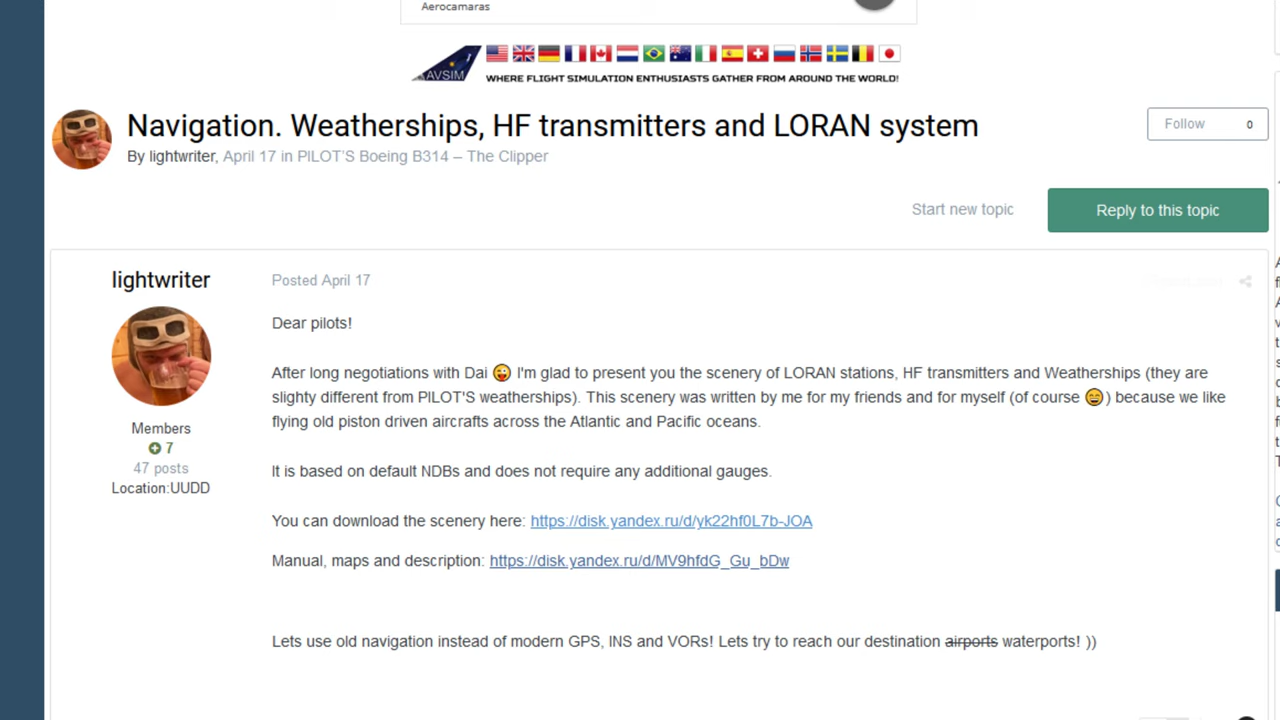 Aerocamaras
AVSIM
WHERE FLIGHT SIMULATION ENTHUSIASTS GATHER FROM AROUND THE WORLD!
Navigation. Weatherships, HF transmitters and LORAN system
By lightwriter, April 17 in PILOT'S Boeing B314 – The Clipper
Follow 0
Start new topic
Reply to this topic
lightwriter
Members
7
47 posts
Location:UUDD
Posted April 17
Dear pilots!
After long negotiations with Dai 😜 I'm glad to present you the scenery of LORAN stations, HF transmitters and Weatherships (they are
slighty different from PILOT'S weatherships). This scenery was written by me for my friends and for myself (of course 😄) because we like
flying old piston driven aircrafts across the Atlantic and Pacific oceans.
It is based on default NDBs and does not require any additional gauges.
You can download the scenery here: https://disk.yandex.ru/d/yk22hf0L7b-JOA
Manual, maps and description: https://disk.yandex.ru/d/MV9hfdG_Gu_bDw
Lets use old navigation instead of modern GPS, INS and VORs! Lets try to reach our destination airports waterports! ))